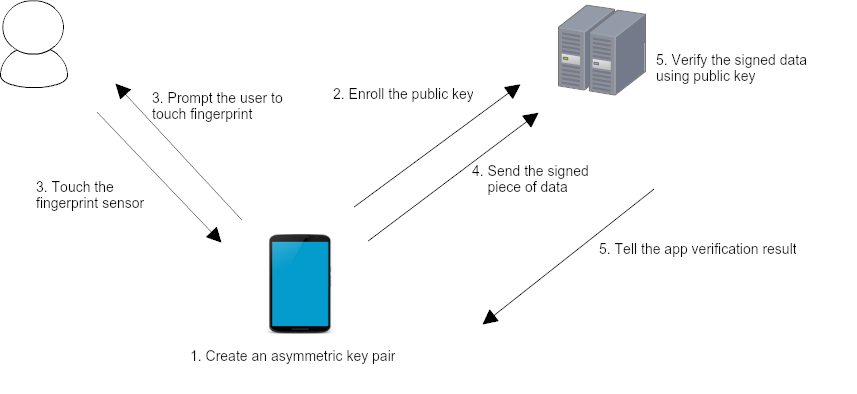 5. Verify the signed data
using public key
3. Prompt the user to
touch fingerprint
2. Enroll the public key
4. Send the signed
piece of data
3. Touch the
fingerprint sensor
5. Tell the app verification result
1. Create an asymmetric key pair